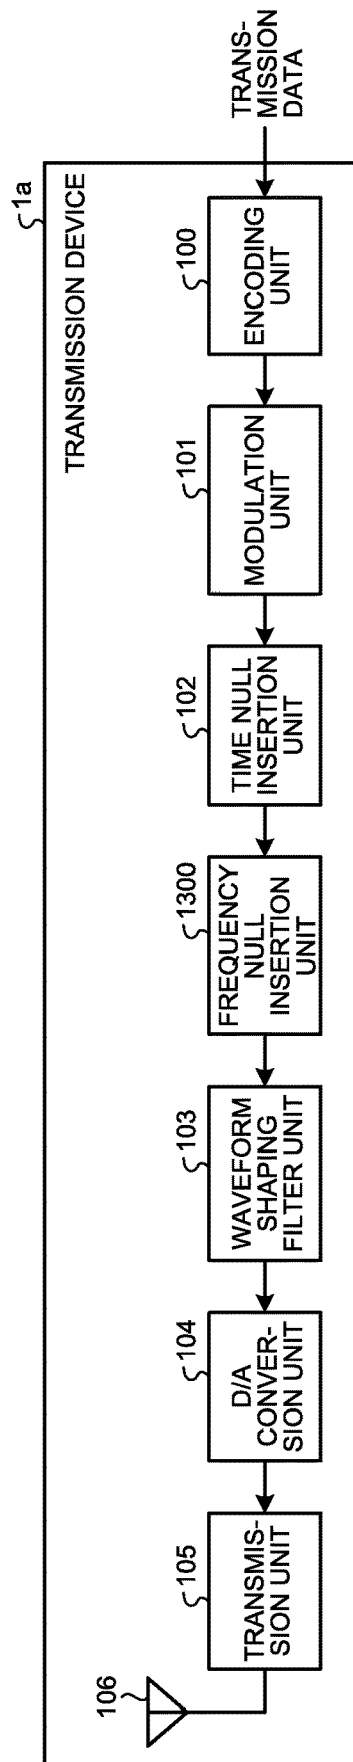 1a
TRANSMISSION DEVICE
106
105
TRANSMIS-
SION UNIT
104
D/A
CONVER-
SION UNIT
103
WAVEFORM
SHAPING
FILTER UNIT
1300
FREQUENCY
NULL
INSERTION
UNIT
102
TIME NULL
INSERTION
UNIT
101
MODULATION
UNIT
100
ENCODING
UNIT
TRANS-
MISSION
DATA